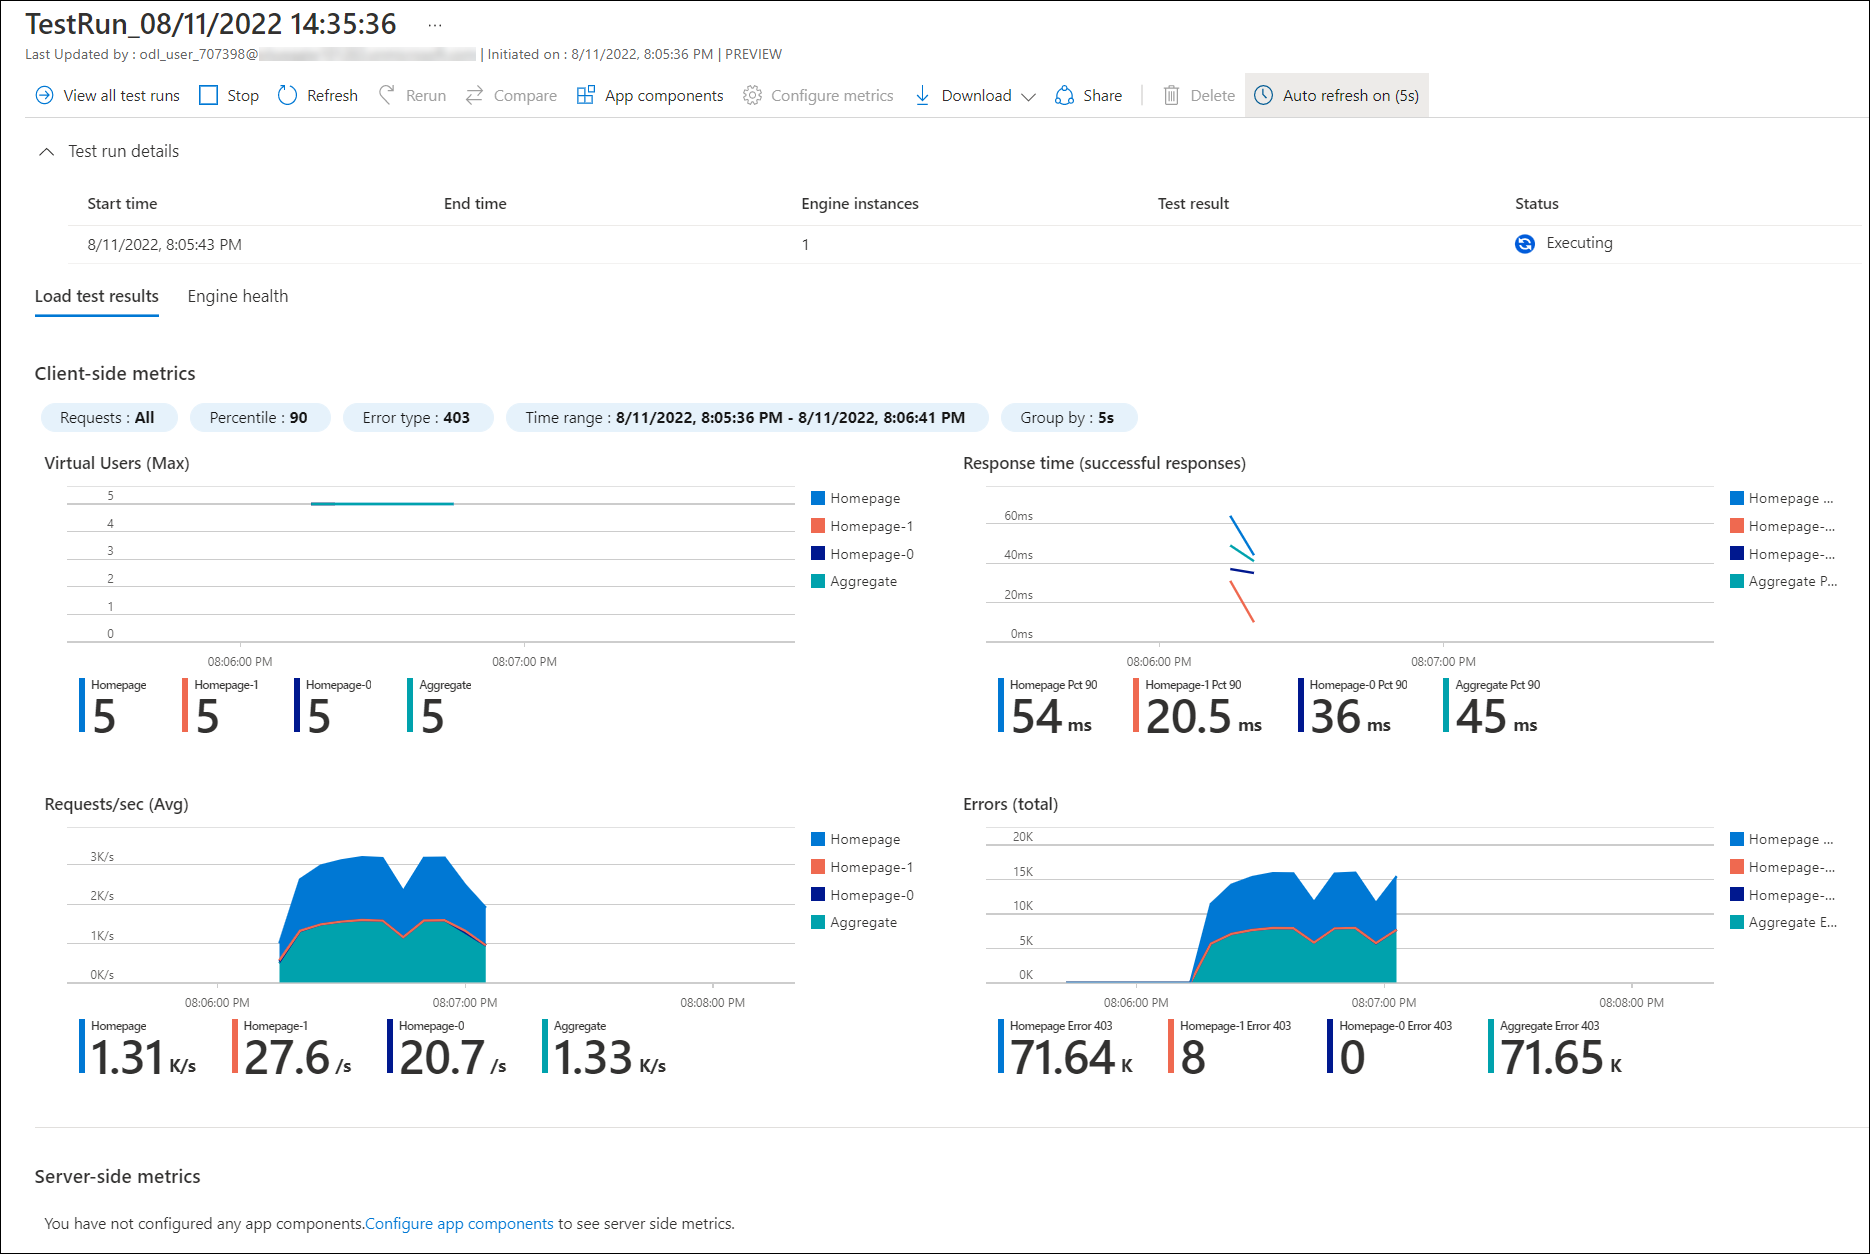 TestRun_08/11/2022 14:35:36 ...
Last Updated by : odl_user_707398@ | Initiated on : 8/11/2022, 8:05:36 PM | PREVIEW
View all test runs Stop Refresh Rerun Compare App components Configure metrics Download Share Delete Auto refresh on (5s)
Test run details
Start time End time Engine instances Test result Status
8/11/2022, 8:05:43 PM 1 Executing
Load test results Engine health
Client-side metrics
Requests : All Percentile : 90 Error type : 403 Time range : 8/11/2022, 8:05:36 PM - 8/11/2022, 8:06:41 PM Group by : 5s
Virtual Users (Max)
5
4
3
2
1
0
08:06:00 PM 08:07:00 PM
Homepage
Homepage-1
Homepage-0
Aggregate
Homepage Homepage-1 Homepage-0 Aggregate
5 5 5 5
Response time (successful responses)
60ms
40ms
20ms
0ms
08:06:00 PM 08:07:00 PM
Homepage ...
Homepage-...
Homepage-...
Aggregate P...
Homepage Pct 90 Homepage-1 Pct 90 Homepage-0 Pct 90 Aggregate Pct 90
54 ms 20.5 ms 36 ms 45 ms
Requests/sec (Avg)
3K/s
2K/s
1K/s
0K/s
08:06:00 PM 08:07:00 PM 08:08:00 PM
Homepage
Homepage-1
Homepage-0
Aggregate
Homepage Homepage-1 Homepage-0 Aggregate
1.31 K/s 27.6 /s 20.7 /s 1.33 K/s
Errors (total)
20K
15K
10K
5K
0K
08:06:00 PM 08:07:00 PM 08:08:00 PM
Homepage ...
Homepage-...
Homepage-...
Aggregate E...
Homepage Error 403 Homepage-1 Error 403 Homepage-0 Error 403 Aggregate Error 403
71.64 K 8 0 71.65 K
Server-side metrics
You have not configured any app components.Configure app components to see server side metrics.